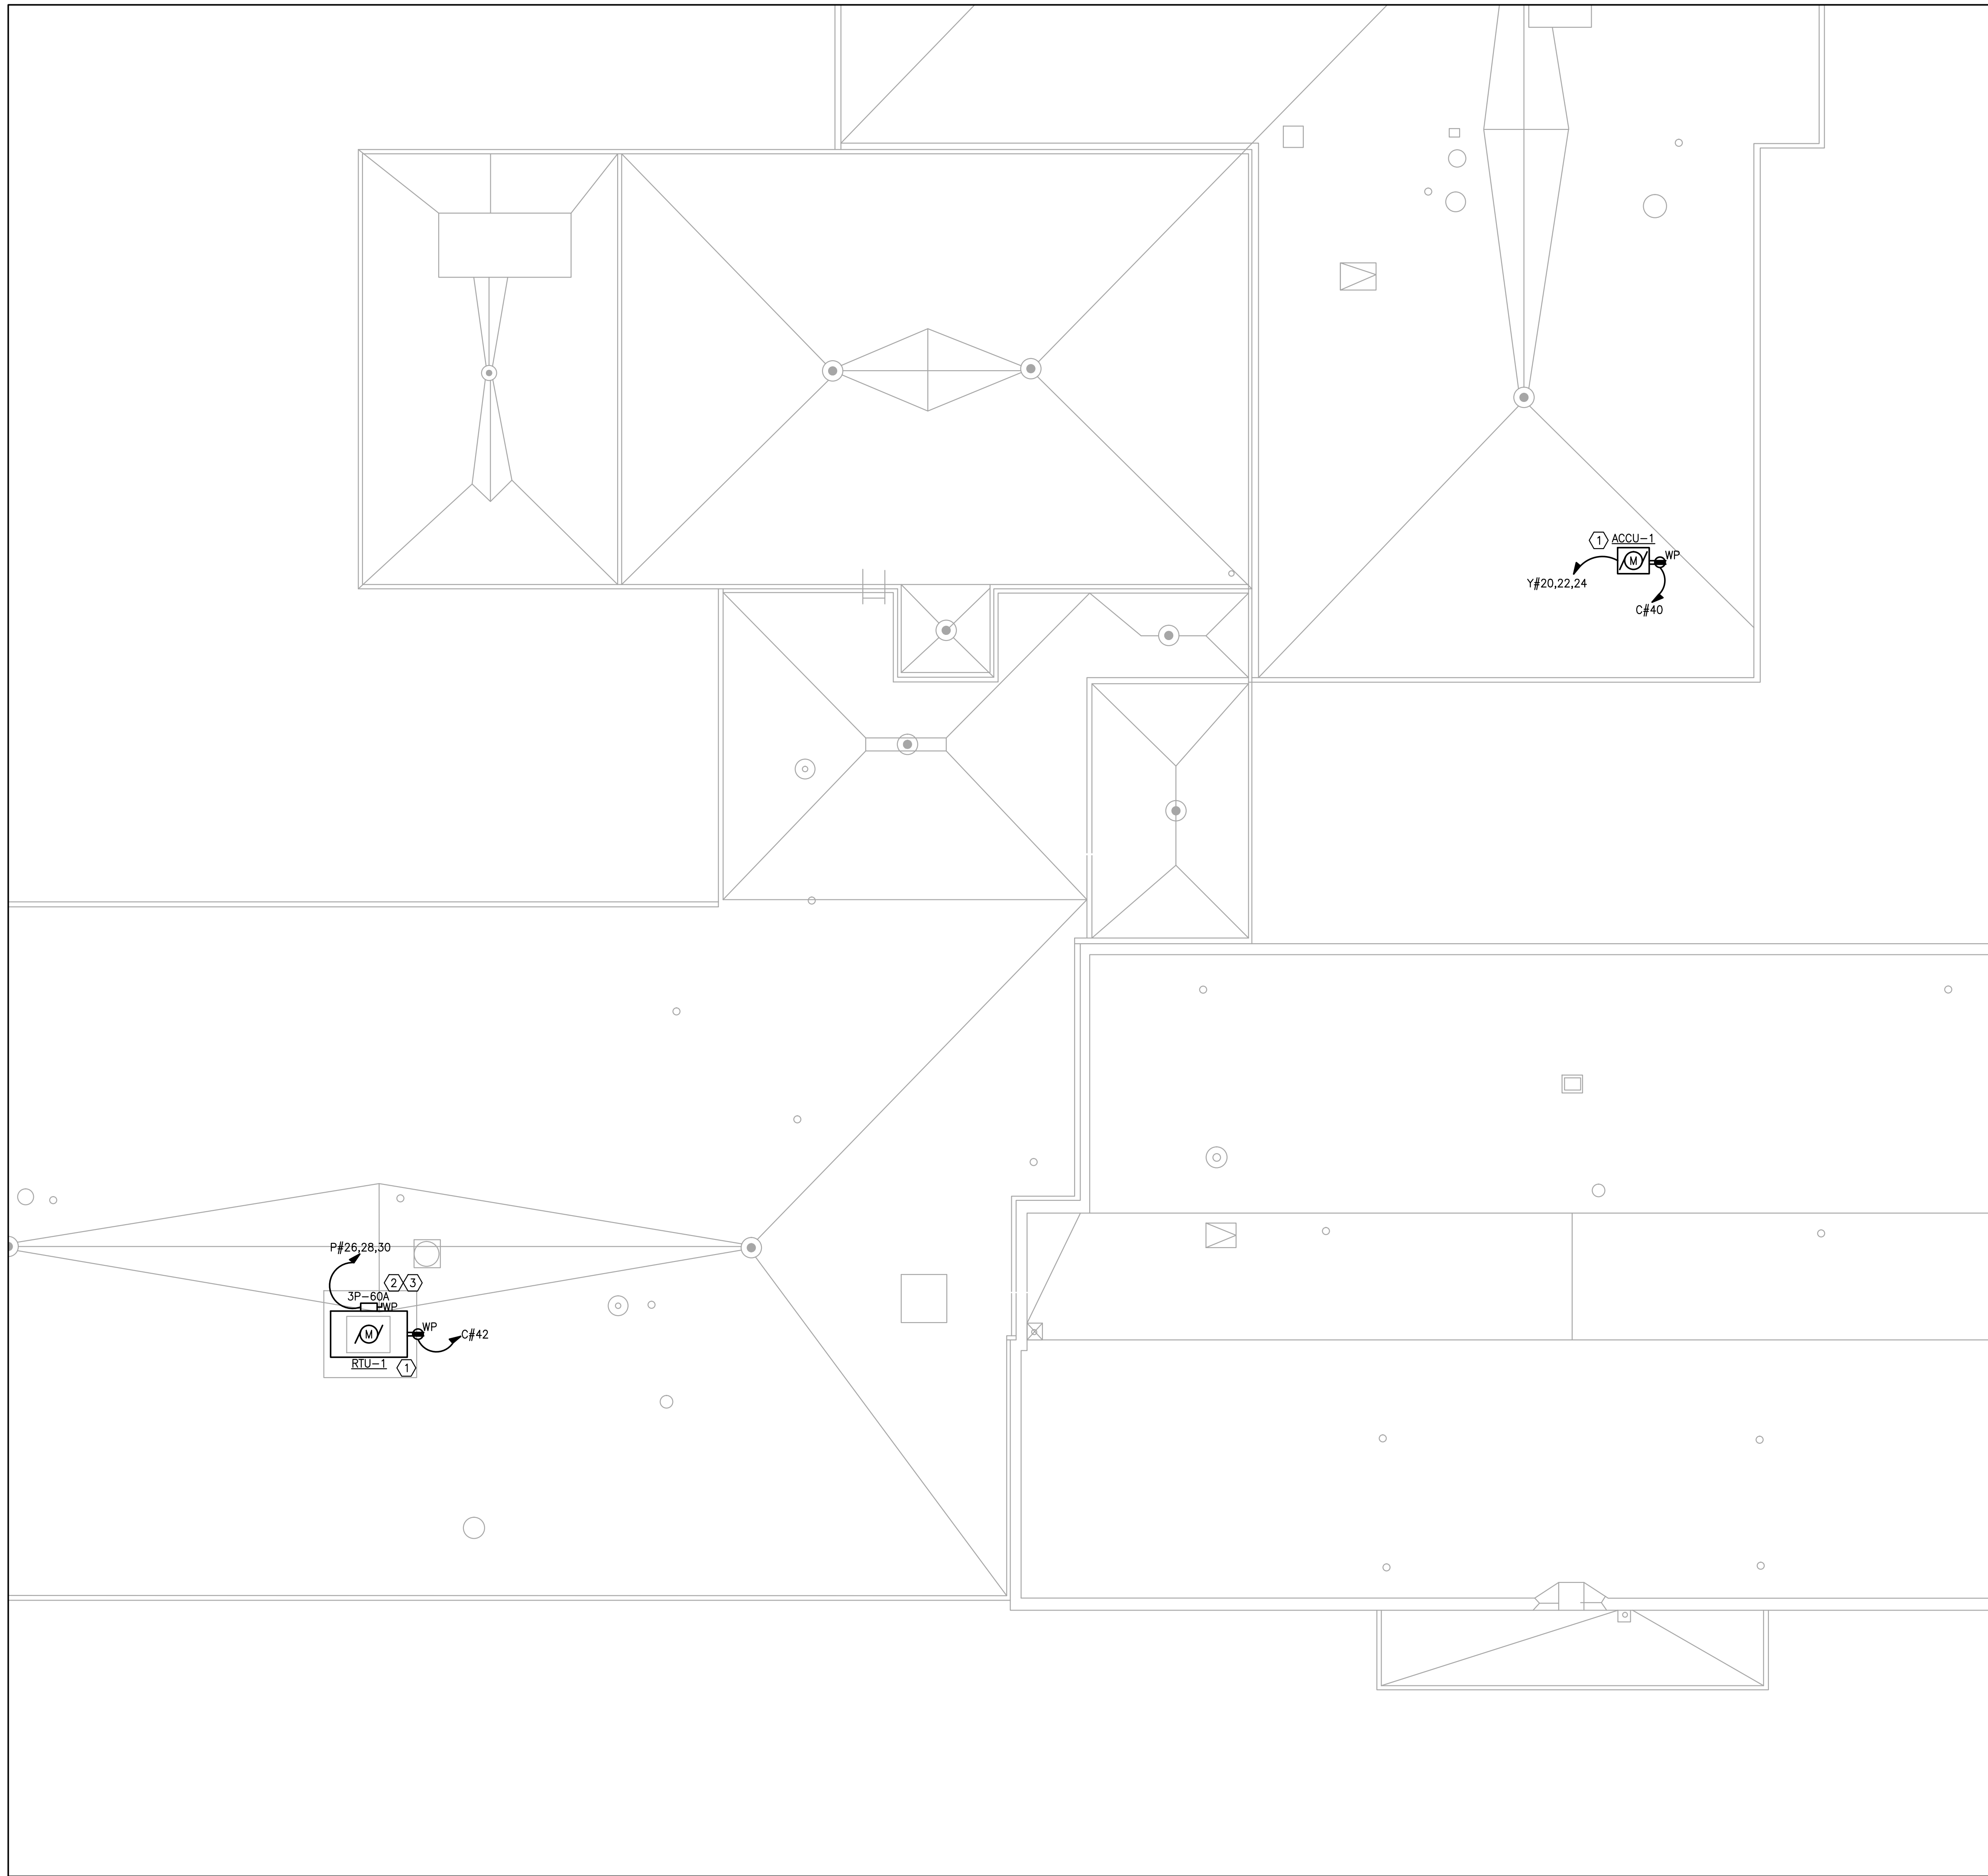 1 ACCU-1
M
WP
Y#20,22,24
C#40
P#26,28,30
2 3
3P-60A
WP
M
WP
C#42
RTU-1
1